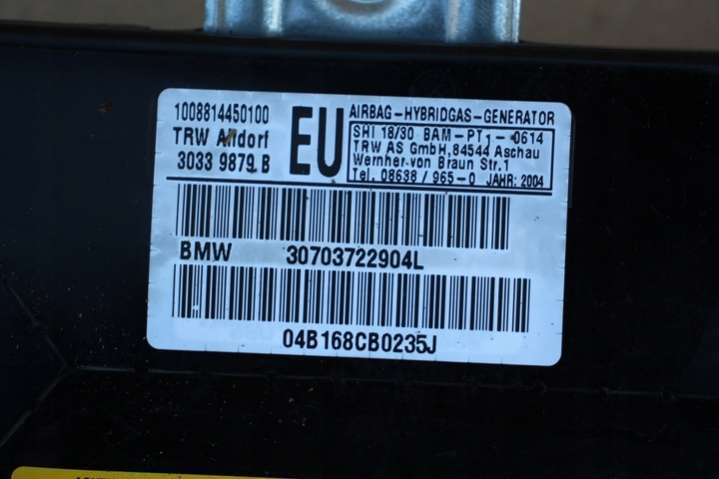 1008814450100
TRW Alfdorf
3033 9879 B
EU
AIRBAG-HYBRIDGAS-GENERATOR
SHI 18/30 BAM-PT1-0614
TRW AS GmbH, 84544 Aschau
Wernher-von Braun Str.1
Tel. 08638 / 965-0 JAHR: 2004
BMW 30703722904L
04B168CB0235J